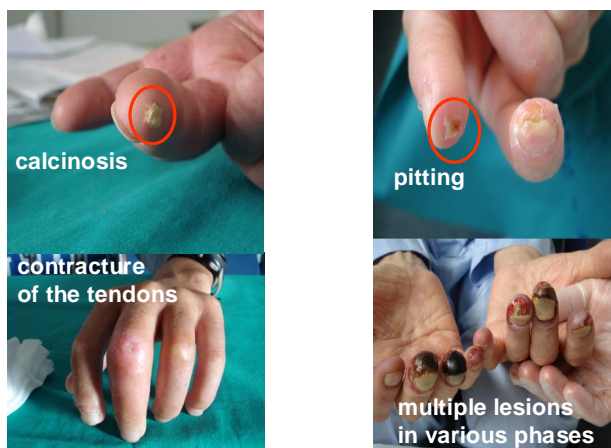 calcinosis
pitting
contracture
of the tendons
multiple lesions
in various phases